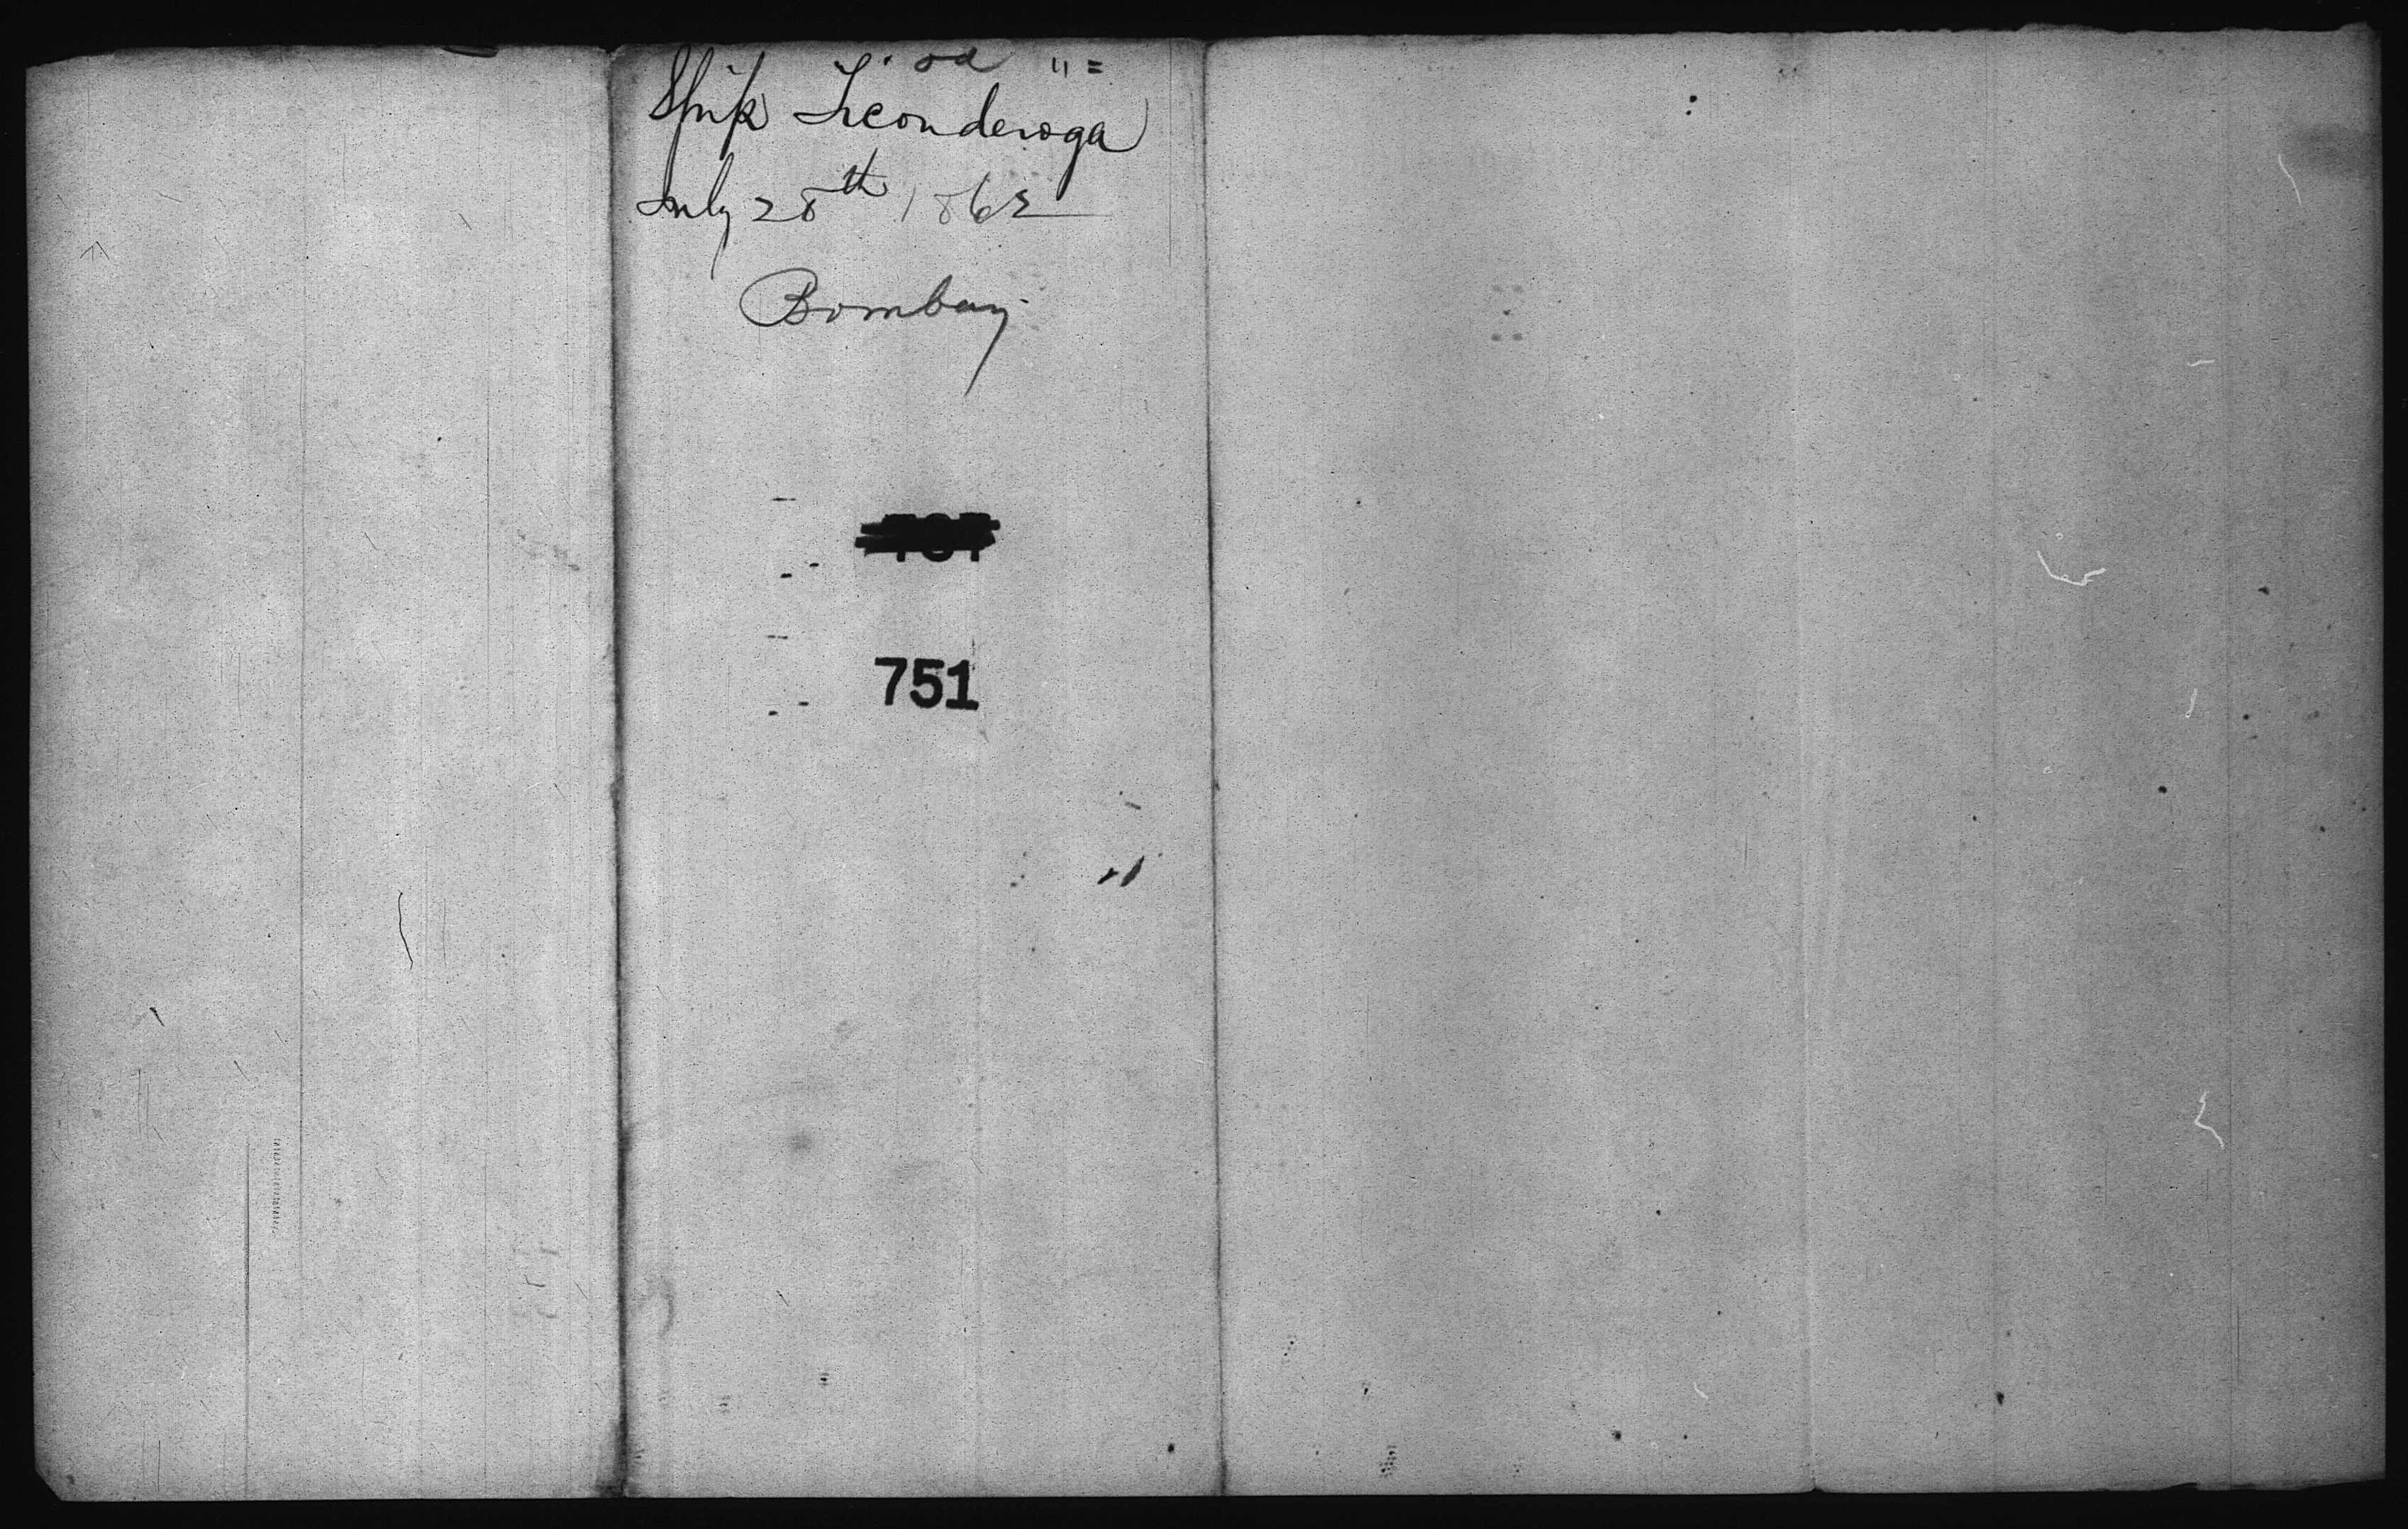 Ship Ticonderoga
July 28th 1862
Bombay
751